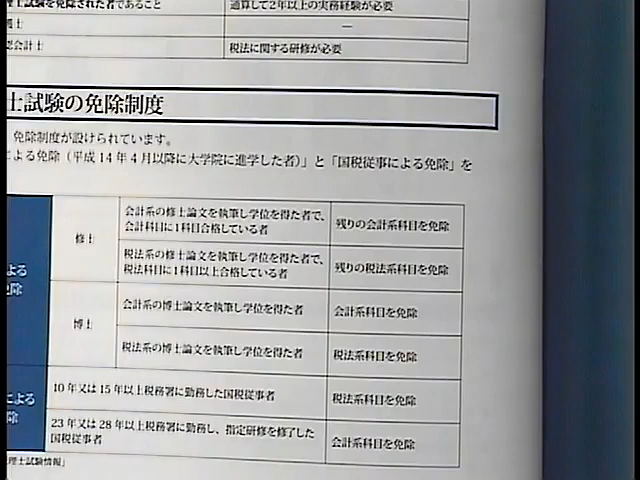 理士試験を免除された者であること 通算して2年以上の実務経験が必要
士 ―
認会計士 税法に関する研修が必要
士試験の免除制度
免除制度が設けられています。
よる免除（平成14年4月以降に大学院に進学した者）」と「国税従事による免除」を
よる
除
修士
会計系の修士論文を執筆し学位を得た者で、
会計科目に1科目合格している者
残りの会計系科目を免除
税法系の修士論文を執筆し学位を得た者で、
税法科目に1科目以上合格している者
残りの税法系科目を免除
博士
会計系の博士論文を執筆し学位を得た者
会計系科目を免除
税法系の博士論文を執筆し学位を得た者
税法系科目を免除
による
除
10年又は15年以上税務署に勤務した国税従事者
税法系科目を免除
23年又は28年以上税務署に勤務し、指定研修を修了した
国税従事者
会計系科目を免除
理士試験情報」